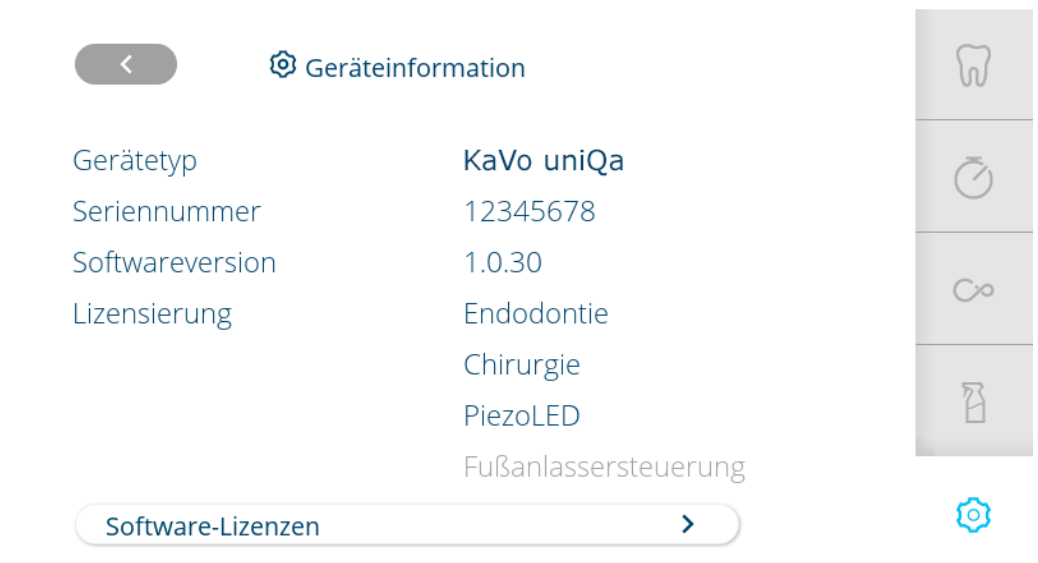 Geräteinformation
Gerätetyp KaVo uniQa
Seriennummer 12345678
Softwareversion 1.0.30
Lizensierung Endodontie
Chirurgie
PiezoLED
Fußanlassersteuerung
Software-Lizenzen